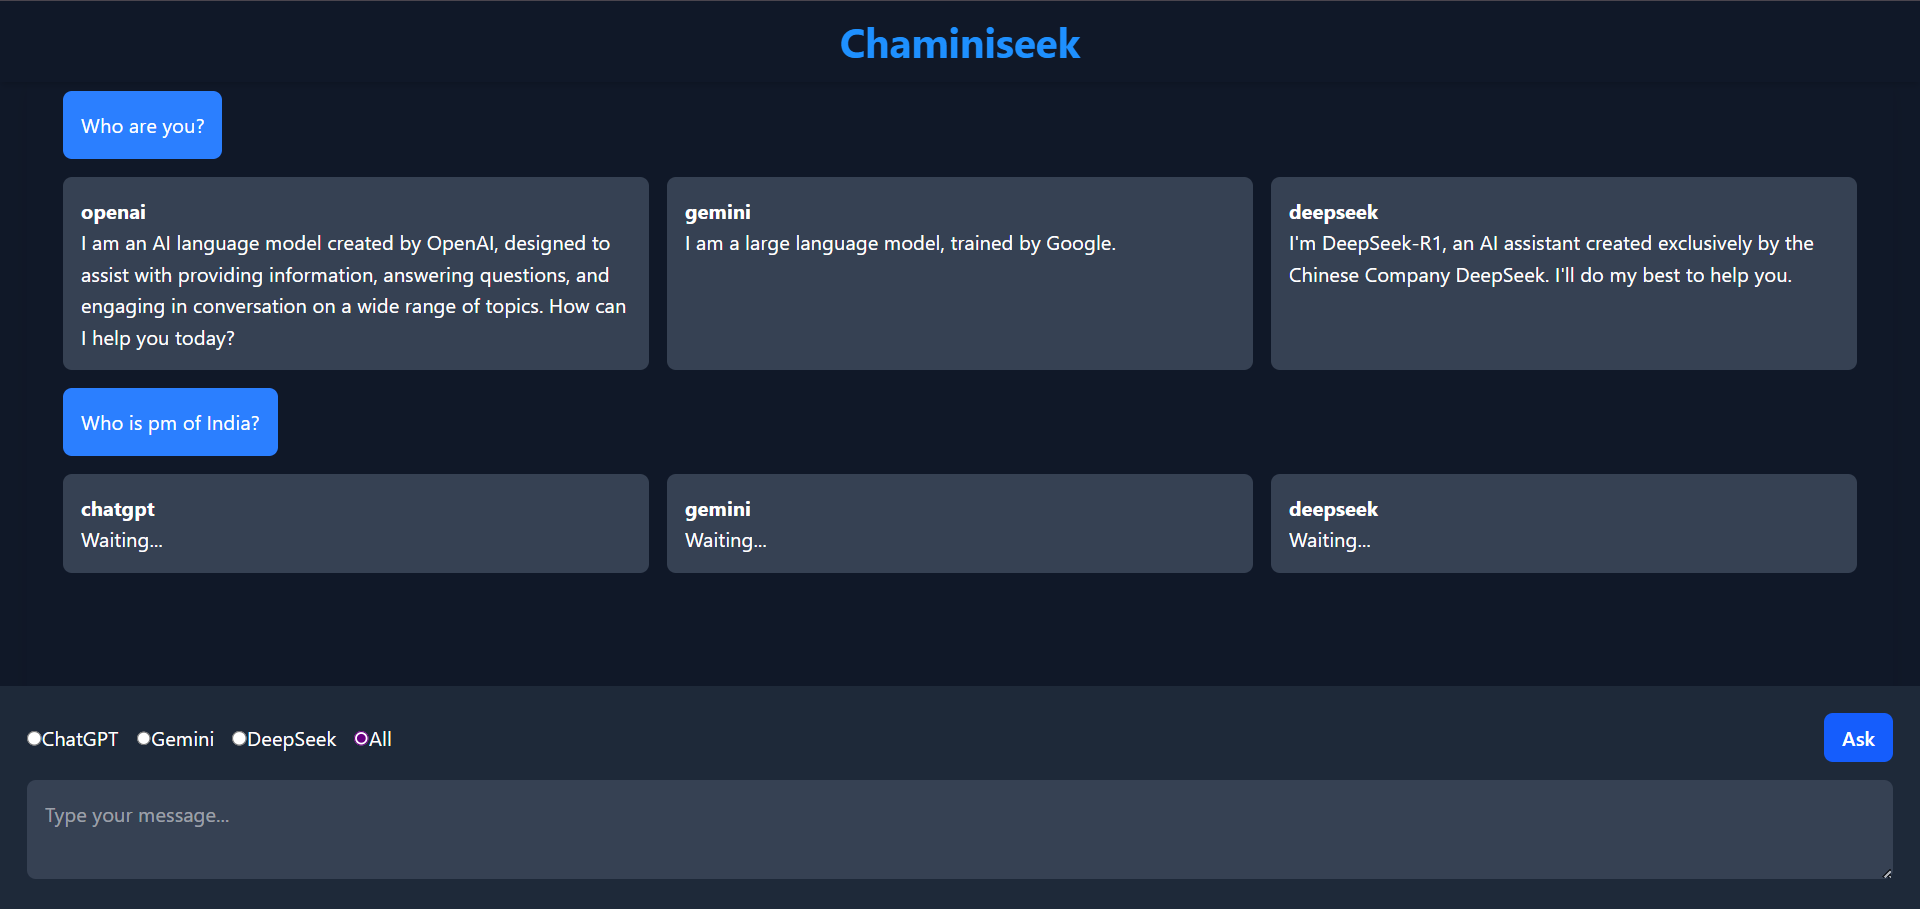 Chaminiseek
Who are you?
openai
I am an AI language model created by OpenAI, designed to
assist with providing information, answering questions, and
engaging in conversation on a wide range of topics. How can
I help you today?
gemini
I am a large language model, trained by Google.
deepseek
I'm DeepSeek-R1, an AI assistant created exclusively by the
Chinese Company DeepSeek. I'll do my best to help you.
Who is pm of India?
chatgpt
Waiting...
gemini
Waiting...
deepseek
Waiting...
ChatGPT Gemini DeepSeek All
Ask
Type your message...